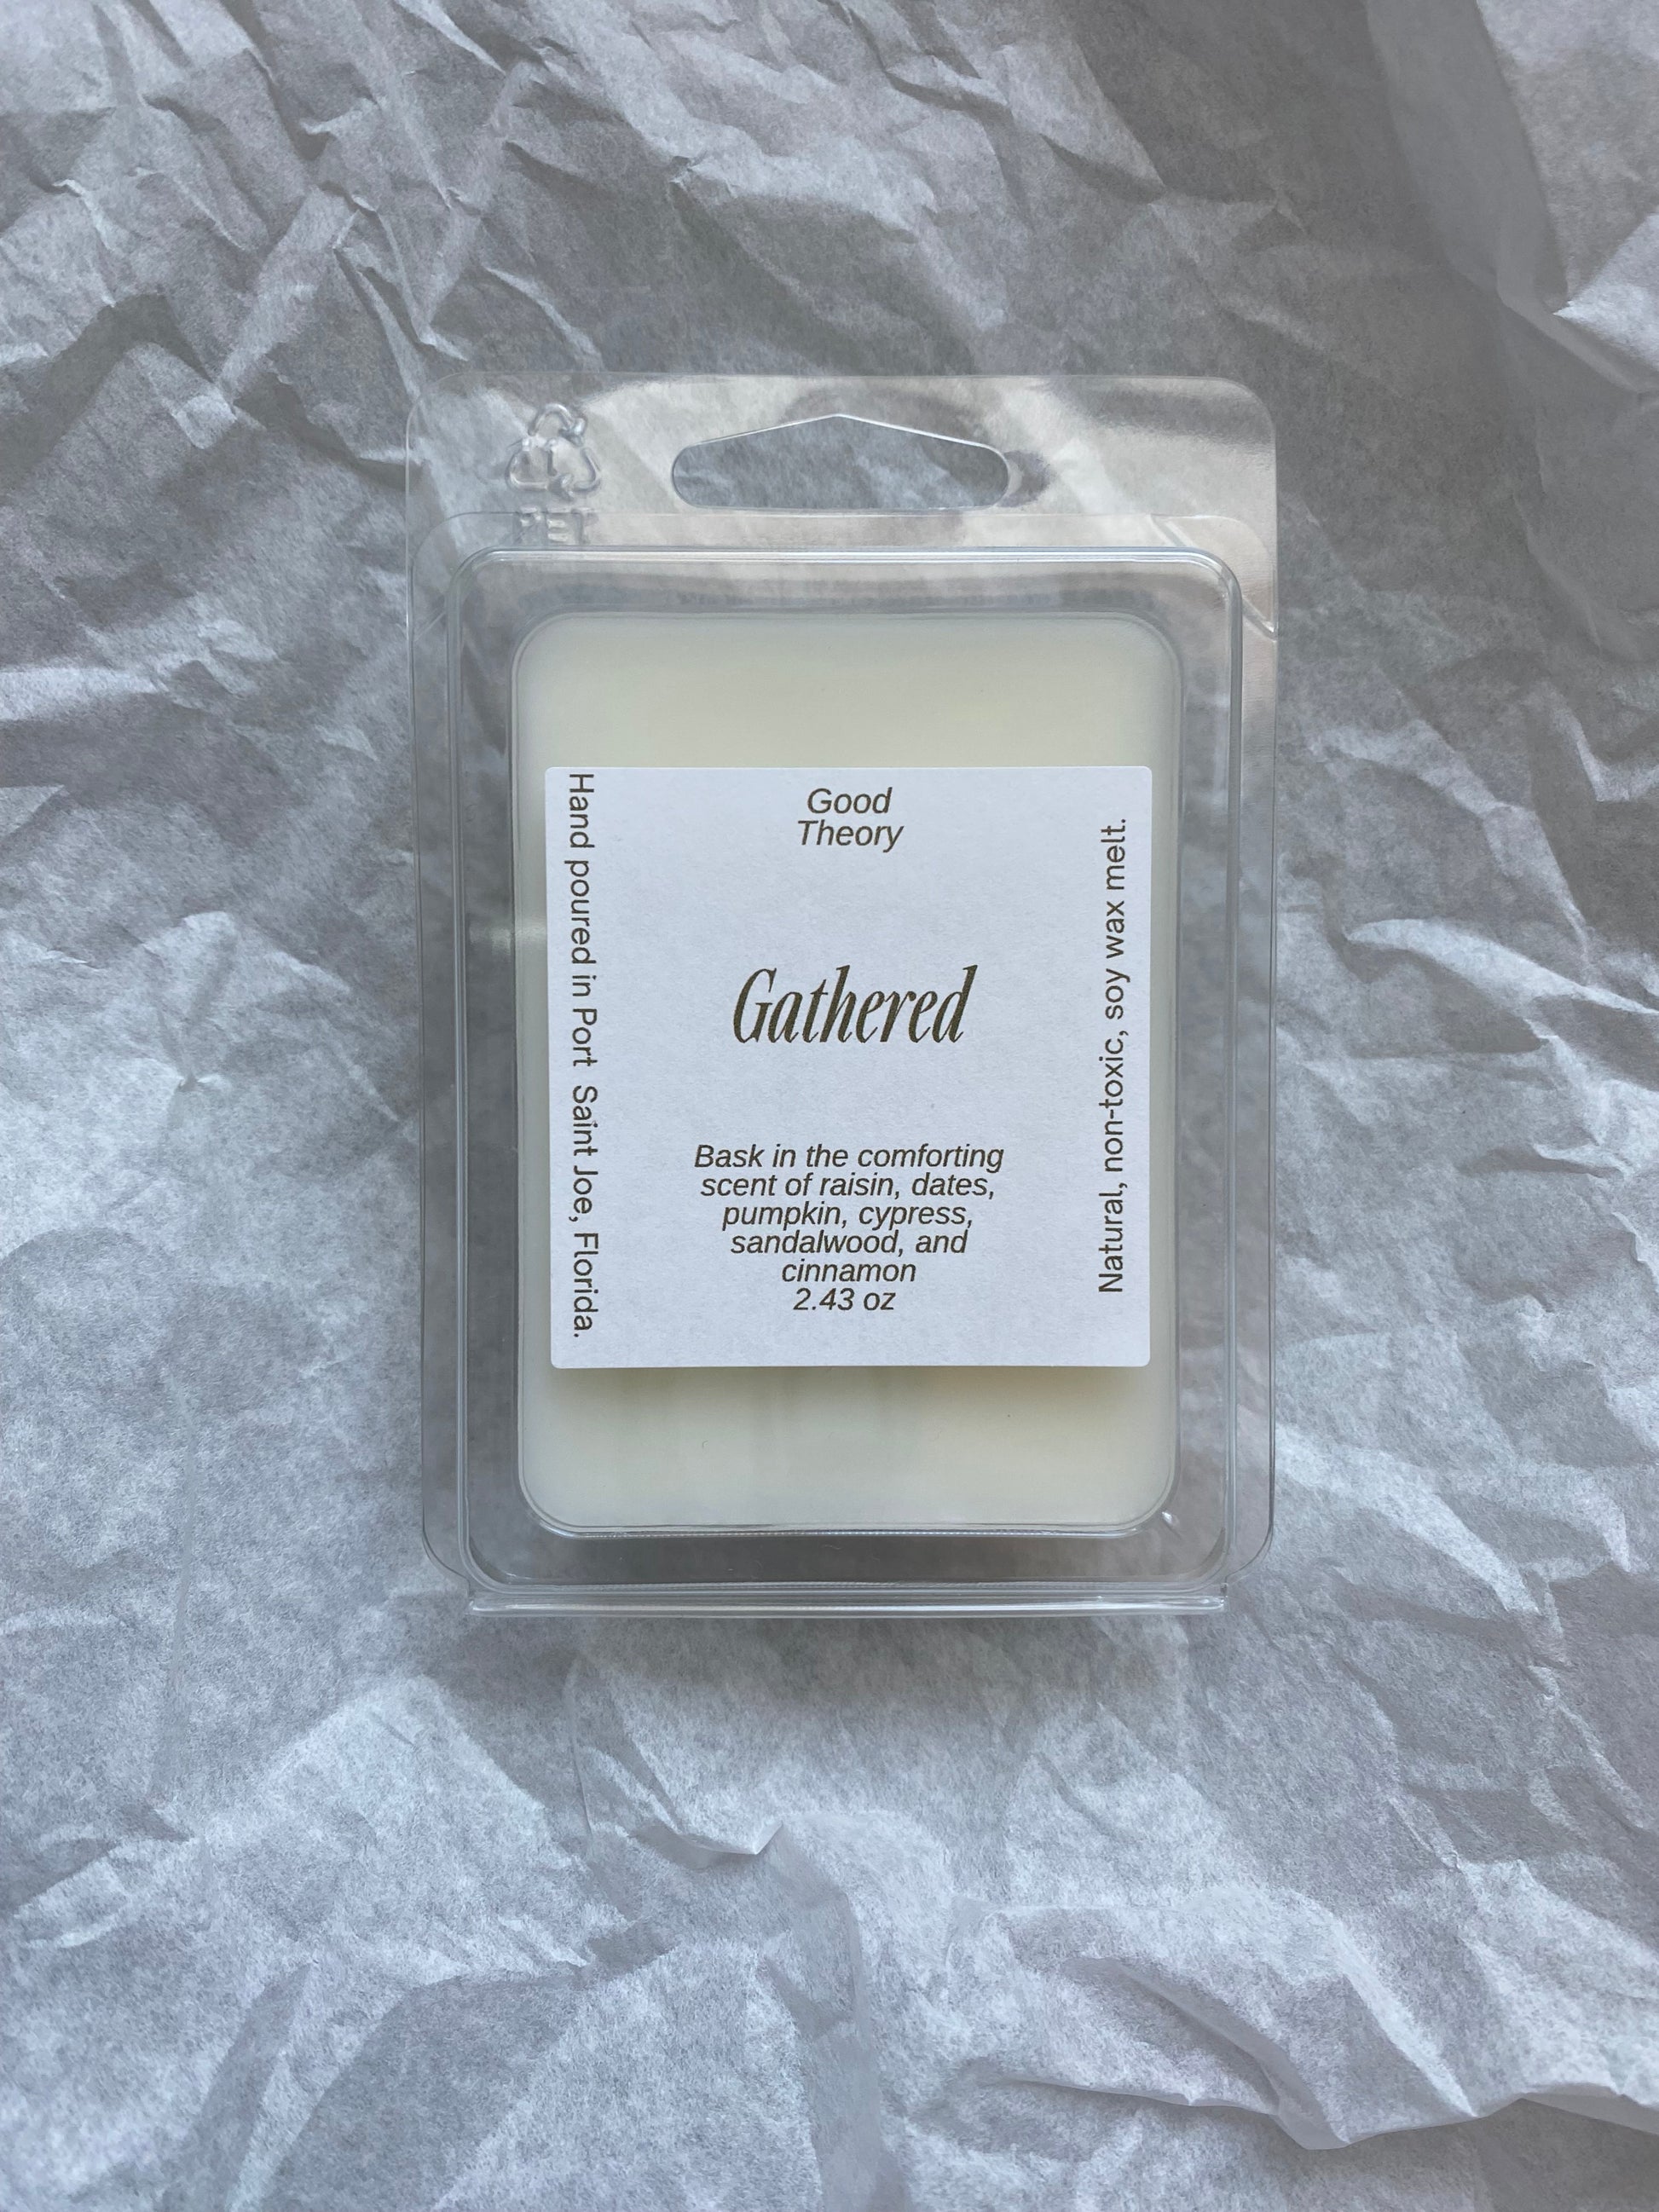 PET
Good
Theory
Hand poured in Port Saint Joe, Florida.
Gathered
Natural, non-toxic, soy wax melt.
Bask in the comforting
scent of raisin, dates,
pumpkin, cypress,
sandalwood, and
cinnamon
2.43 oz